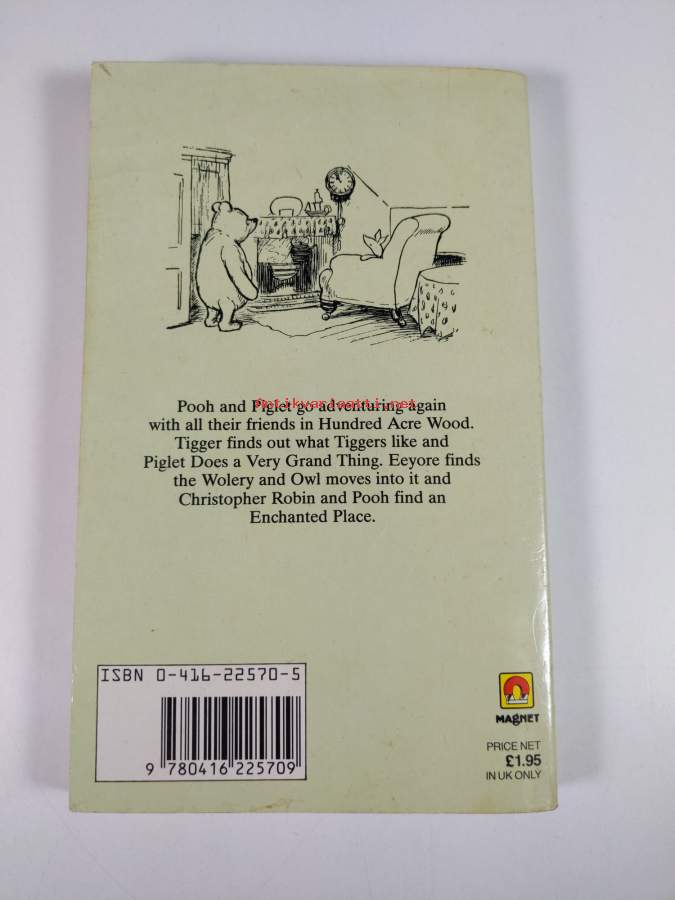 Pooh and Piglet go adventuring again
with all their friends in Hundred Acre Wood.
Tigger finds out what Tiggers like and
Piglet Does a Very Grand Thing. Eeyore finds
the Wolery and Owl moves into it and
Christopher Robin and Pooh find an
Enchanted Place.
Antikvariaatti.net
ISBN 0-416-22570-5
9 780416 225709
MAGNET
PRICE NET
£1.95
IN UK ONLY